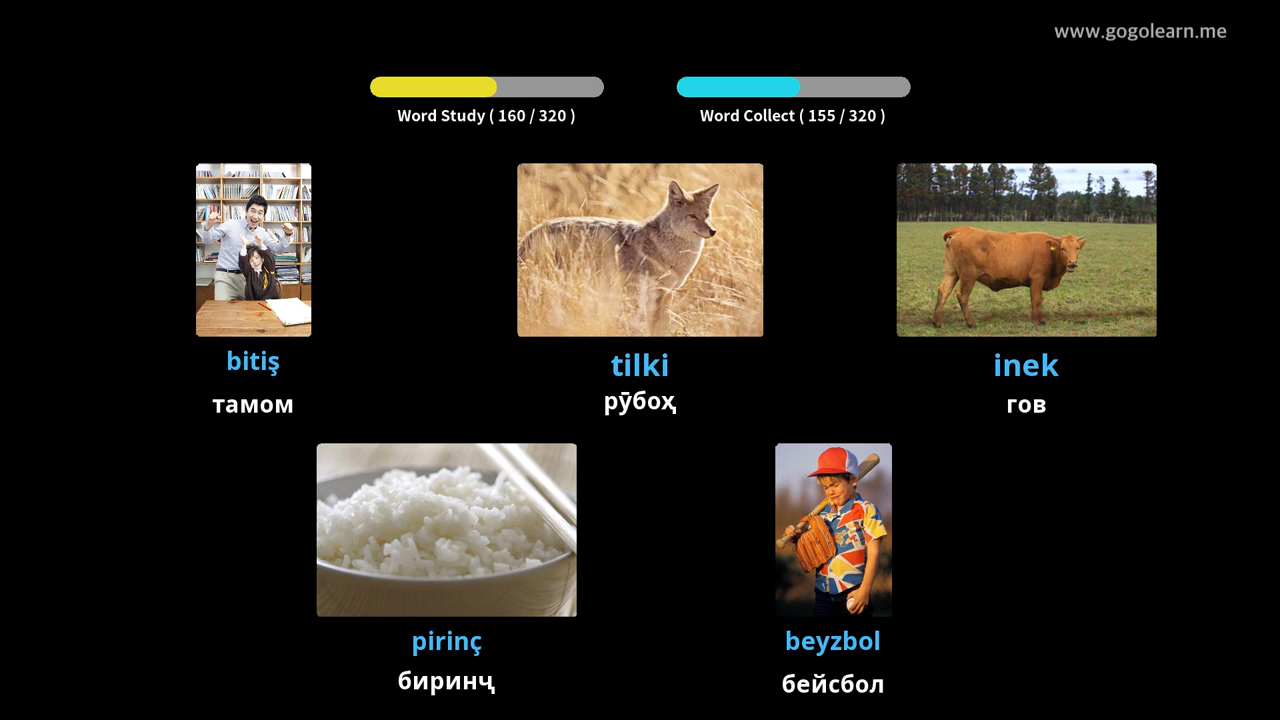 www.gogolearn.me
Word Study ( 160 / 320 )
Word Collect ( 155 / 320 )
bitiş
тамом
tilki
рӯбоҳ
inek
гов
pirinç
биринҷ
beyzbol
бейсбол